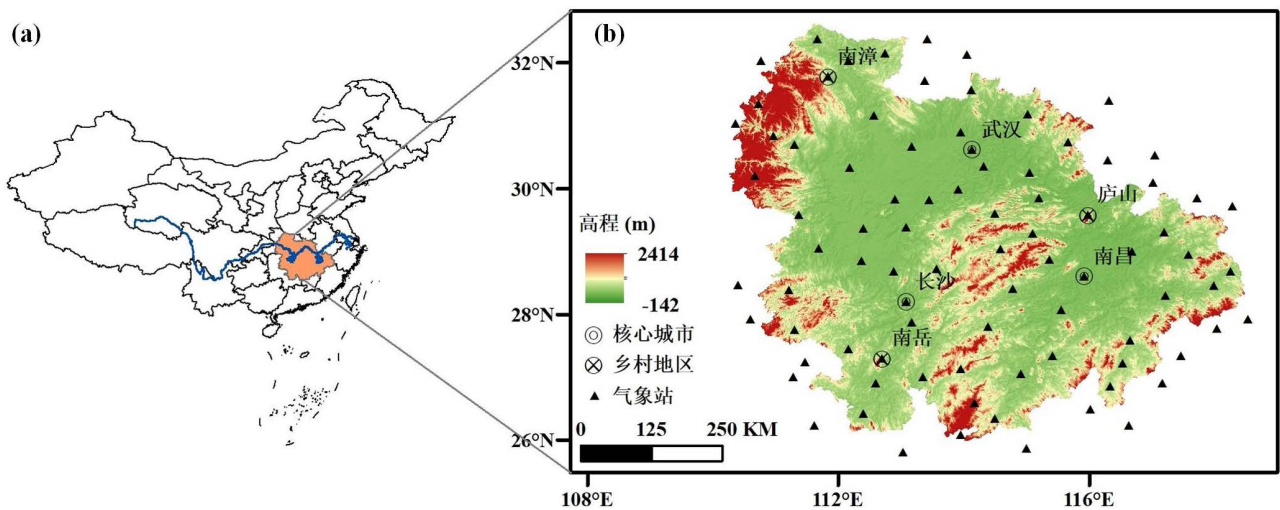 (a)
(b)
32°N
30°N
28°N
26°N
108°E
112°E
116°E
南漳
武汉
庐山
南昌
长沙
南岳
高程 (m)
2414
-142
核心城市
乡村地区
气象站
0 125 250 KM